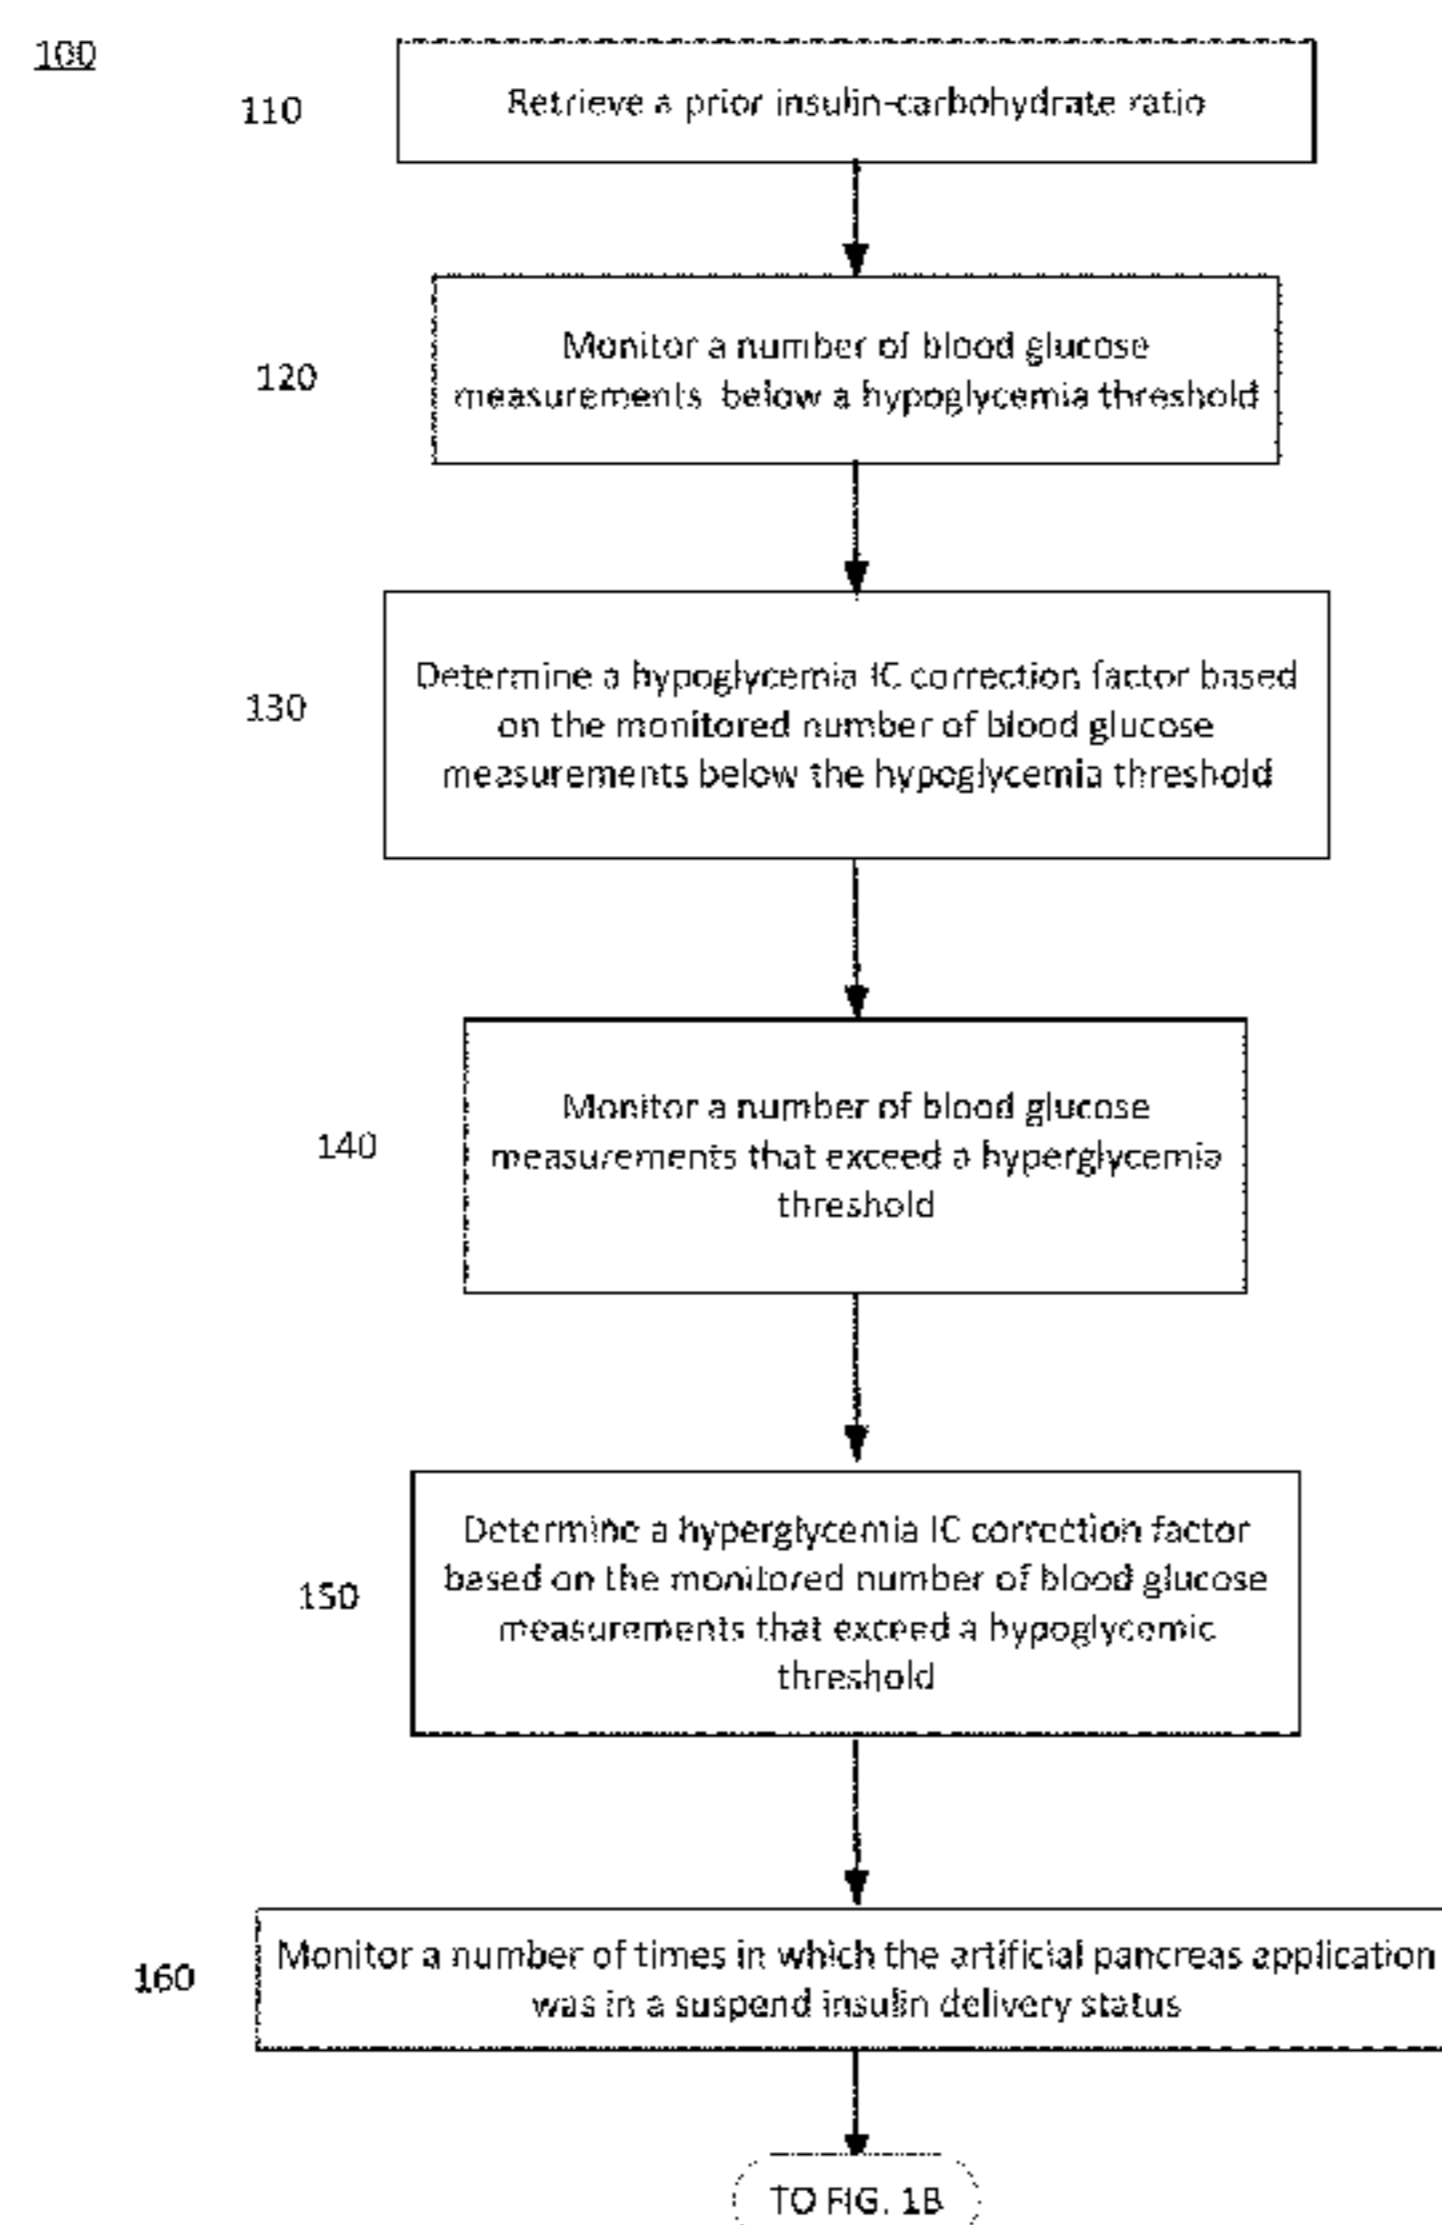 100
110
Retrieve a prior insulin-carbohydrate ratio
120
Monitor a number of blood glucose
measurements below a hypoglycemia threshold
130
Determine a hypoglycemia IC correction factor based
on the monitored number of blood glucose
measurements below the hypoglycemia threshold
140
Monitor a number of blood glucose
measurements that exceed a hyperglycemia
threshold
150
Determine a hyperglycemia IC correction factor
based on the monitored number of blood glucose
measurements that exceed a hypoglycemic
threshold
160
Monitor a number of times in which the artificial pancreas application
was in a suspend insulin delivery status
TO FIG. 1B